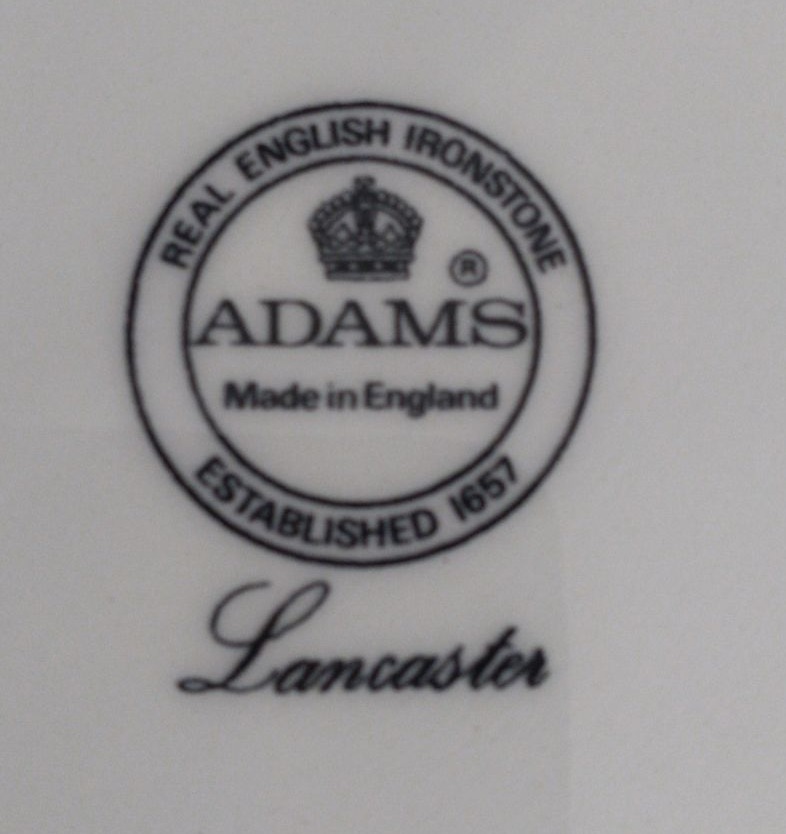 REAL ENGLISH IRONSTONE
®
ADAMS
Made in England
ESTABLISHED 1657
Lancaster